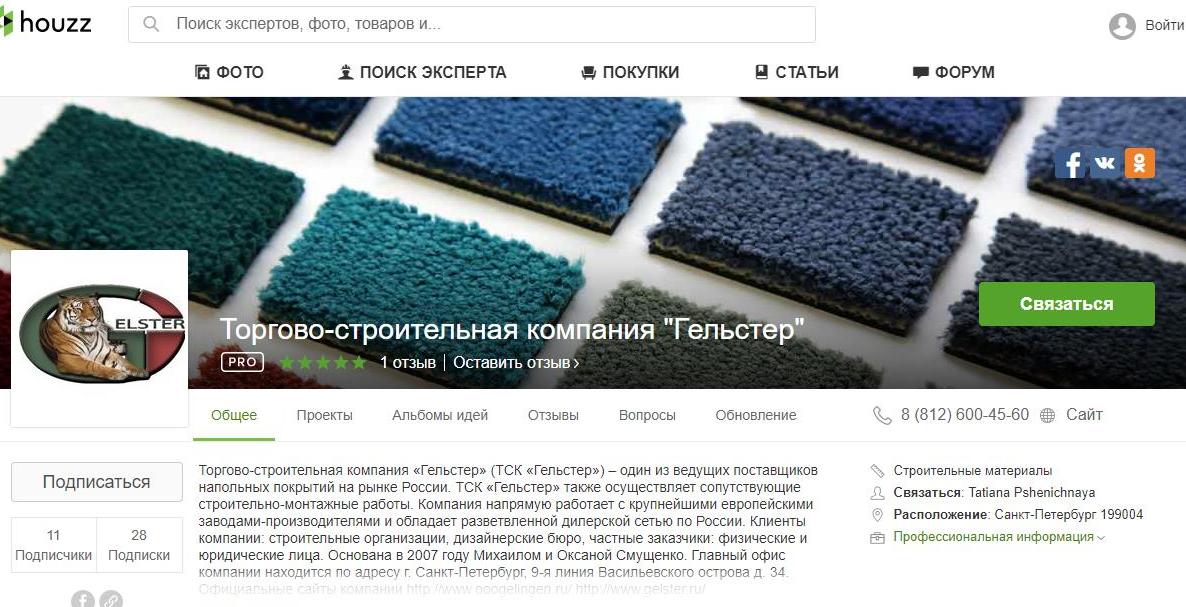 houzz
Поиск экспертов, фото, товаров и...
Войти
ФОТО
ПОИСК ЭКСПЕРТА
ПОКУПКИ
СТАТЬИ
ФОРУМ
GELSTER
Связаться
Торгово-строительная компания "Гельстер"
PRO 1 отзыв | Оставить отзыв ›
Общее
Проекты
Альбомы идей
Отзывы
Вопросы
Обновление
8 (812) 600-45-60
Сайт
Подписаться
11 Подписчики
28 Подписки
Торгово-строительная компания «Гельстер» (ТСК «Гельстер») – один из ведущих поставщиков
напольных покрытий на рынке России. ТСК «Гельстер» также осуществляет сопутствующие
строительно-монтажные работы. Компания напрямую работает с крупнейшими европейскими
заводами-производителями и обладает разветвленной дилерской сетью по России. Клиенты
компании: строительные организации, дизайнерские бюро, частные заказчики: физические и
юридические лица. Основана в 2007 году Михаилом и Оксаной Смущенко. Главный офис
компании находится по адресу г. Санкт-Петербург, 9-я линия Васильевского острова д. 34.
Официальные сайты компании http://www.ooogelingen.ru/ http://www.gelster.ru/
Строительные материалы
Связаться: Tatiana Pshenichnaya
Расположение: Санкт-Петербург 199004
Профессиональная информация